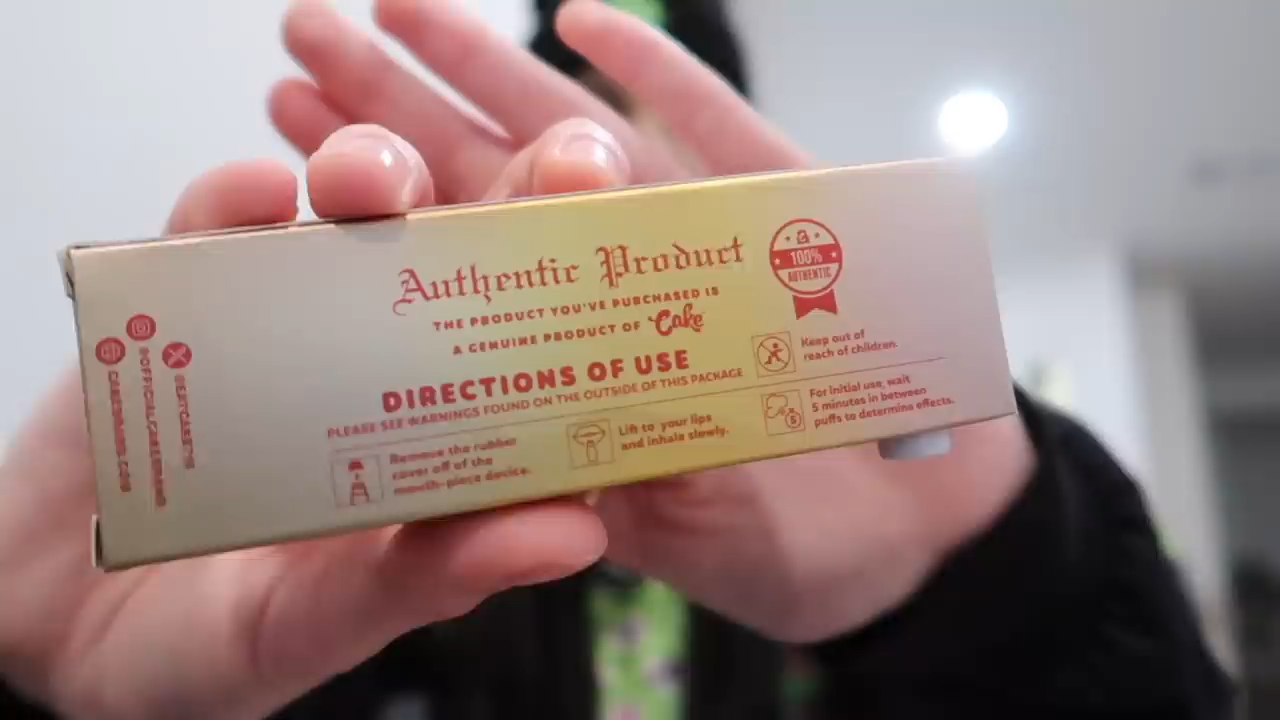 Authentic Product
THE PRODUCT YOU'VE PURCHASED IS
A GENUINE PRODUCT OF Cake
100%
AUTHENTIC
DIRECTIONS OF USE
PLEASE SEE WARNINGS FOUND ON THE OUTSIDE OF THIS PACKAGE
Keep out of
reach of children.
Remove the rubber
cover off of the
mouth-piece device.
Lift to your lips
and inhale slowly.
5
For initial use, wait
5 minutes in between
puffs to determine effects.